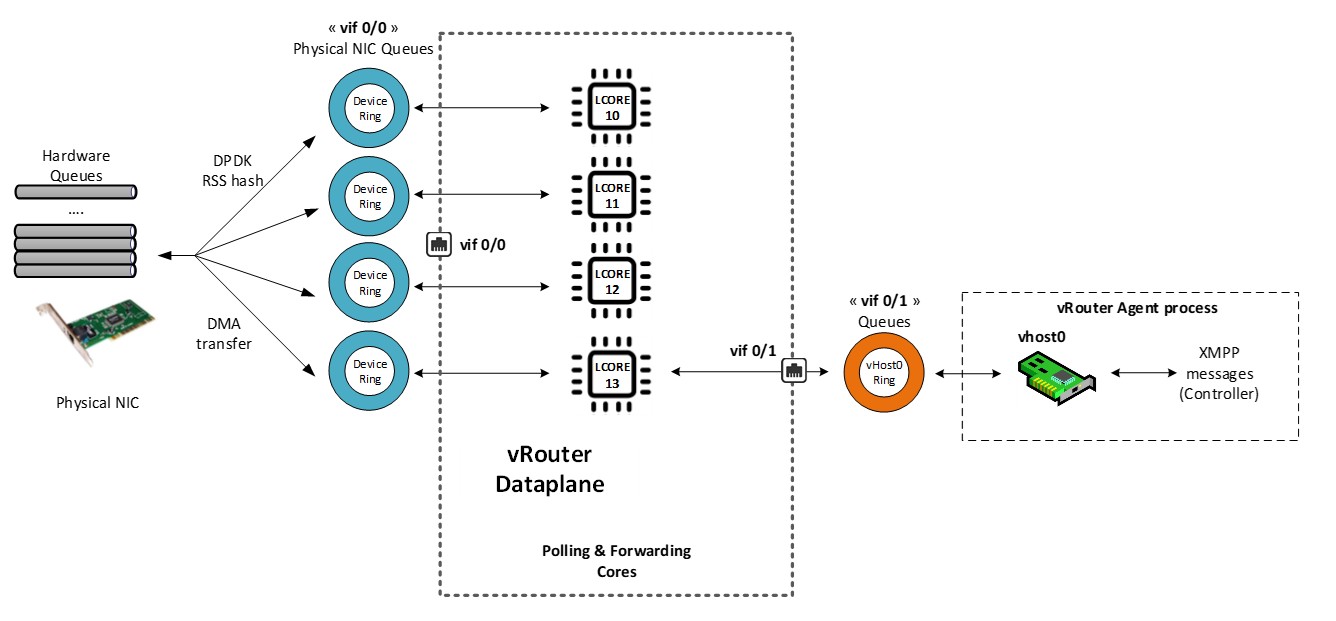 « vif 0/0 »
Physical NIC Queues
Hardware
Queues
....
DPDK
RSS hash
DMA
transfer
Physical NIC
Device
Ring
Device
Ring
Device
Ring
Device
Ring
vif 0/0
LCORE
10
LCORE
11
LCORE
12
LCORE
13
vRouter
Dataplane
Polling & Forwarding
Cores
vif 0/1
« vif 0/1 »
Queues
vHost0
Ring
vRouter Agent process
vhost0
XMPP
messages
(Controller)